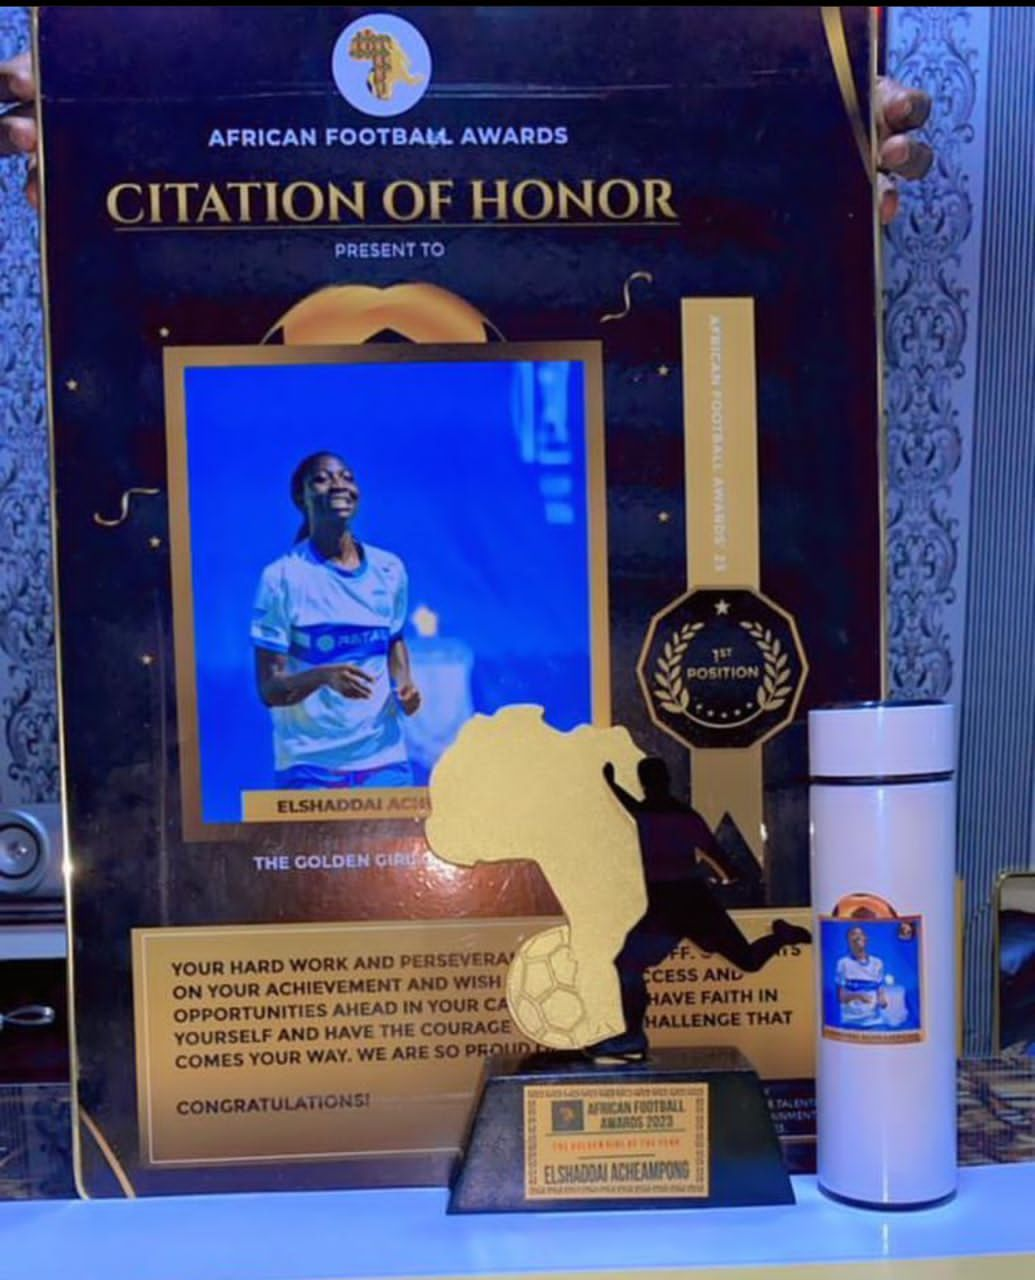 AFRICAN FOOTBALL AWARDS
CITATION OF HONOR
PRESENT TO
AFRICAN FOOTBALL AWARDS' 23
1ST
POSITION
ELSHADDAI ACH
THE GOLDEN GIRL
YOUR HARD WORK AND PERSEVERA FF.
ON YOUR ACHIEVEMENT AND WISH CCESS AND
OPPORTUNITIES AHEAD IN YOUR CA HAVE FAITH IN
YOURSELF AND HAVE THE COURAGE HALLENGE THAT
COMES YOUR WAY. WE ARE SO PROUD
CONGRATULATIONS!
AFRICAN FOOTBALL
AWARDS 2023
THE GOLDEN GIRL OF THE YEAR
ELSHADDAI ACHEAMPONG